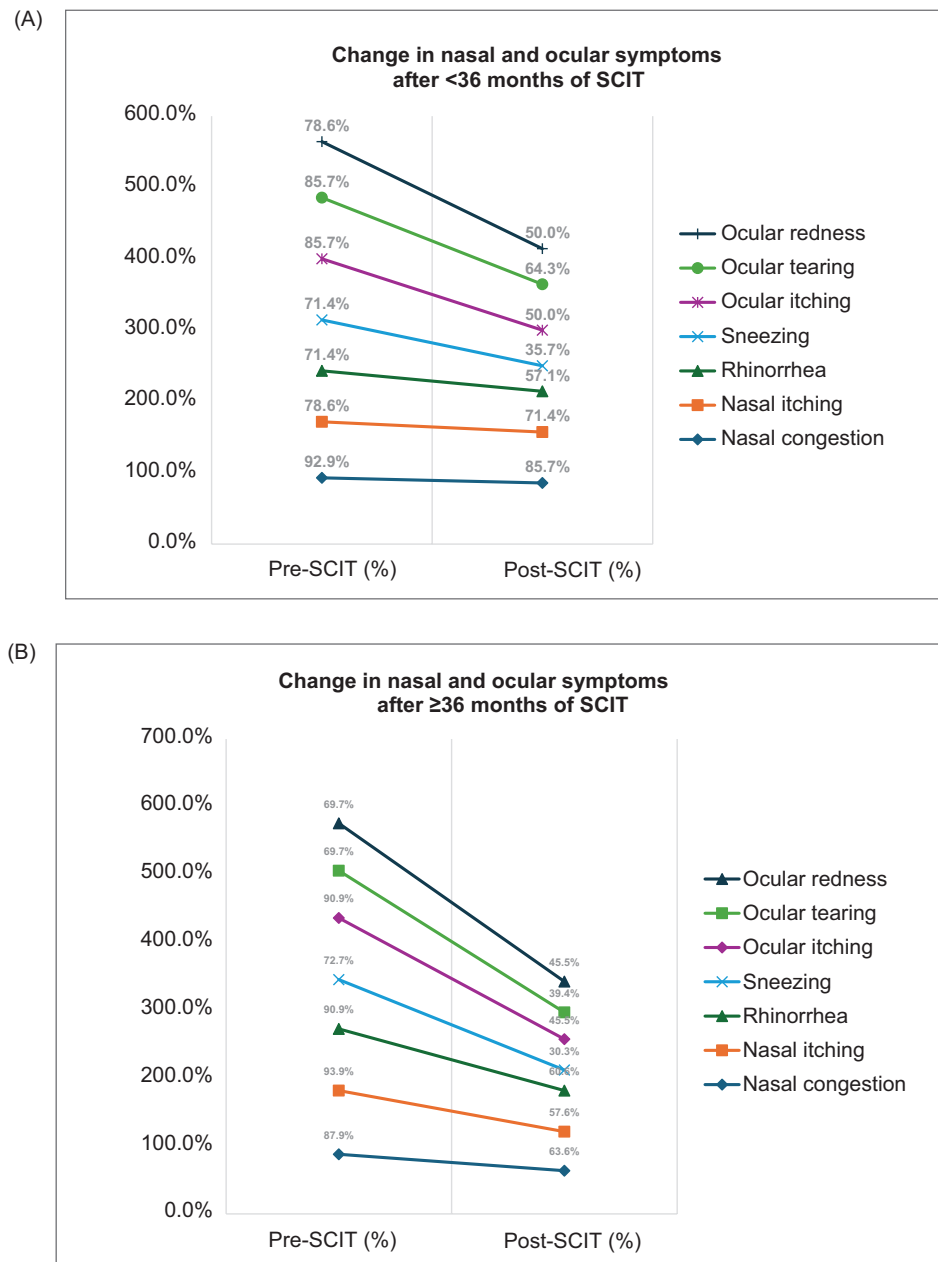 (A)
Change in nasal and ocular symptoms
after <36 months of SCIT
600.0%
500.0%
400.0%
300.0%
200.0%
100.0%
0.0%
78.6%
85.7%
85.7%
71.4%
71.4%
78.6%
92.9%
50.0%
64.3%
50.0%
35.7%
57.1%
71.4%
85.7%
Pre-SCIT (%)
Post-SCIT (%)
Ocular redness
Ocular tearing
Ocular itching
Sneezing
Rhinorrhea
Nasal itching
Nasal congestion
(B)
Change in nasal and ocular symptoms
after ≥36 months of SCIT
700.0%
600.0%
500.0%
400.0%
300.0%
200.0%
100.0%
0.0%
69.7%
69.7%
90.9%
72.7%
90.9%
93.9%
87.9%
45.5%
39.4%
45.5%
30.3%
57.6%
63.6%
Pre-SCIT (%)
Post-SCIT (%)
Ocular redness
Ocular tearing
Ocular itching
Sneezing
Rhinorrhea
Nasal itching
Nasal congestion